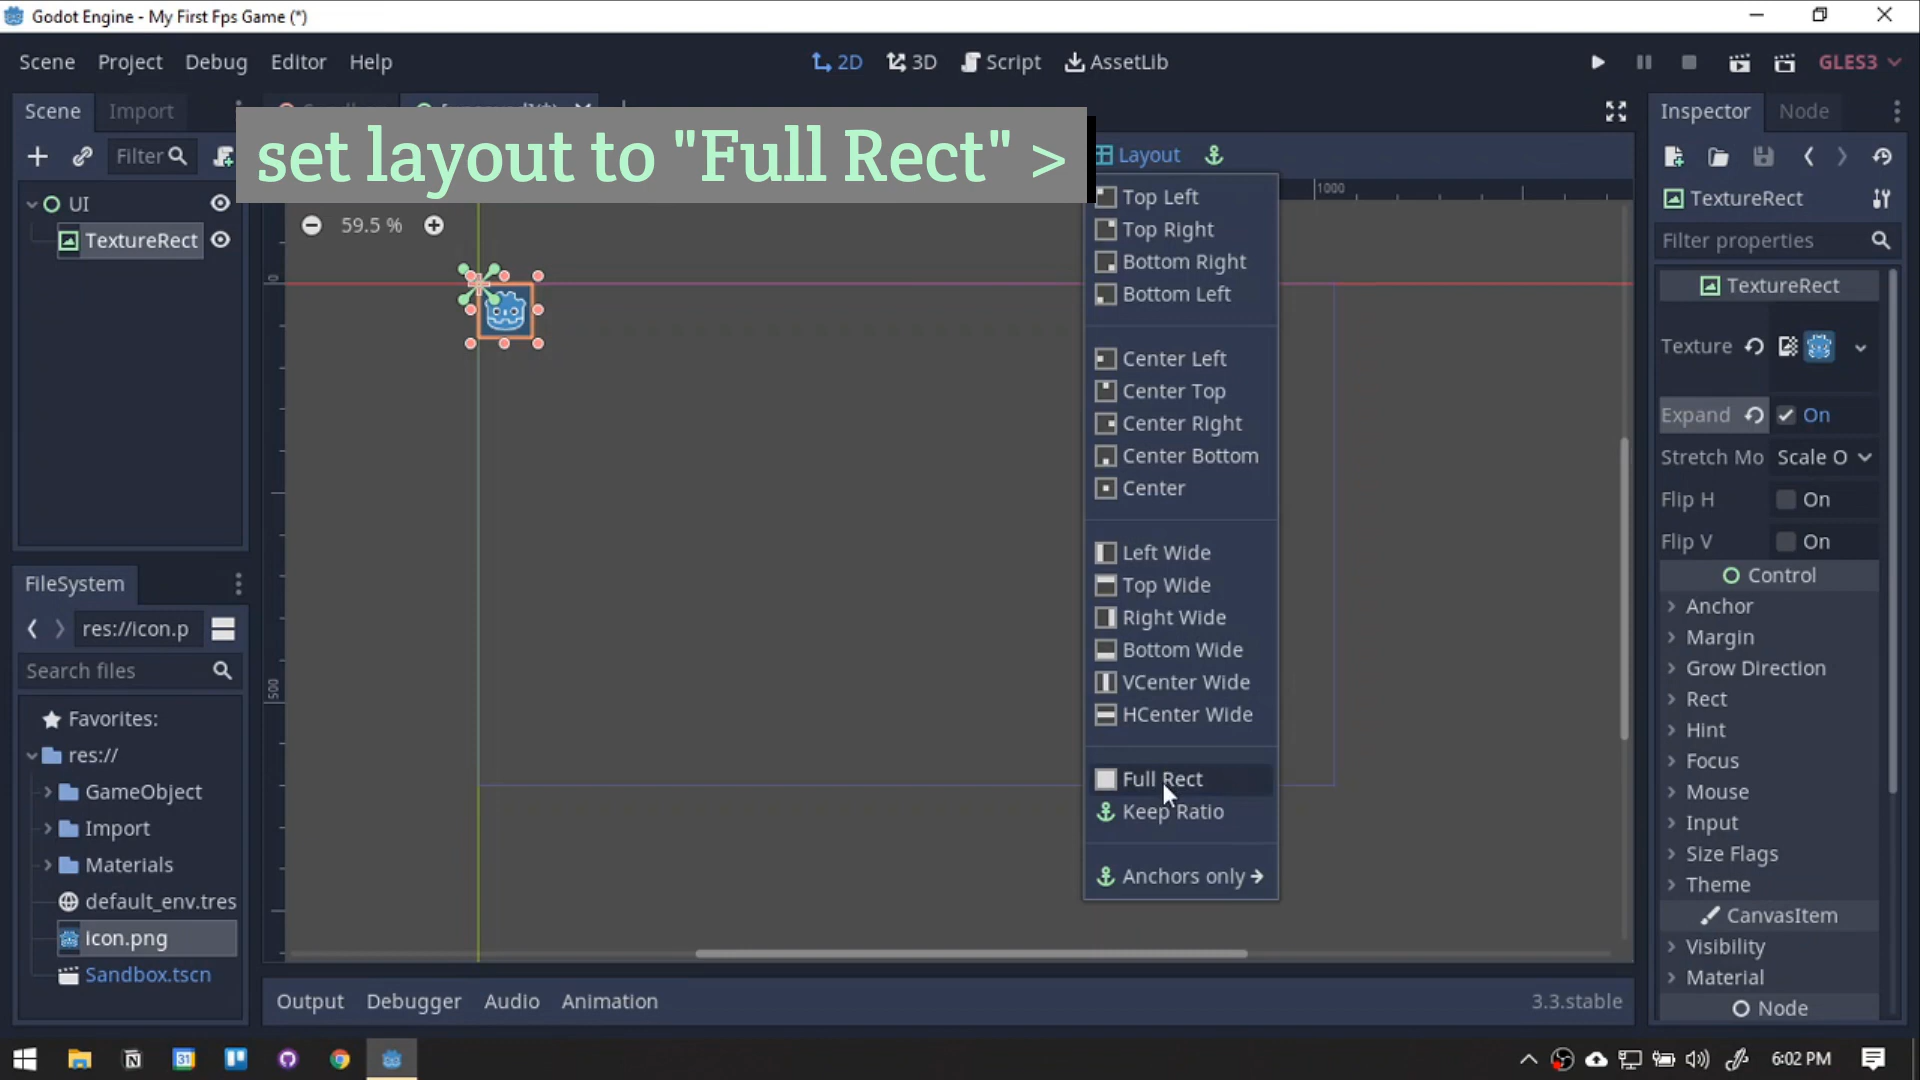 Godot Engine - My First Fps Game (*)
Scene Project Debug Editor Help
2D 3D Script AssetLib
GLES3
Scene Import
set layout to "Full Rect" >
Filter
Layout
1000
59.5 %
0
500
UI
TextureRect
Top Left
Top Right
Bottom Right
Bottom Left
Center Left
Center Top
Center Right
Center Bottom
Center
Left Wide
Top Wide
Right Wide
Bottom Wide
VCenter Wide
HCenter Wide
Full Rect
Keep Ratio
Anchors only
FileSystem
res://icon.p
Search files
Favorites:
res://
GameObject
Import
Materials
default_env.tres
icon.png
Sandbox.tscn
Output Debugger Audio Animation
3.3.stable
Inspector Node
TextureRect
Filter properties
TextureRect
Texture
Expand On
Stretch Mo Scale O
Flip H On
Flip V On
Control
Anchor
Margin
Grow Direction
Rect
Hint
Focus
Mouse
Input
Size Flags
Theme
CanvasItem
Visibility
Material
Node
31
6:02 PM